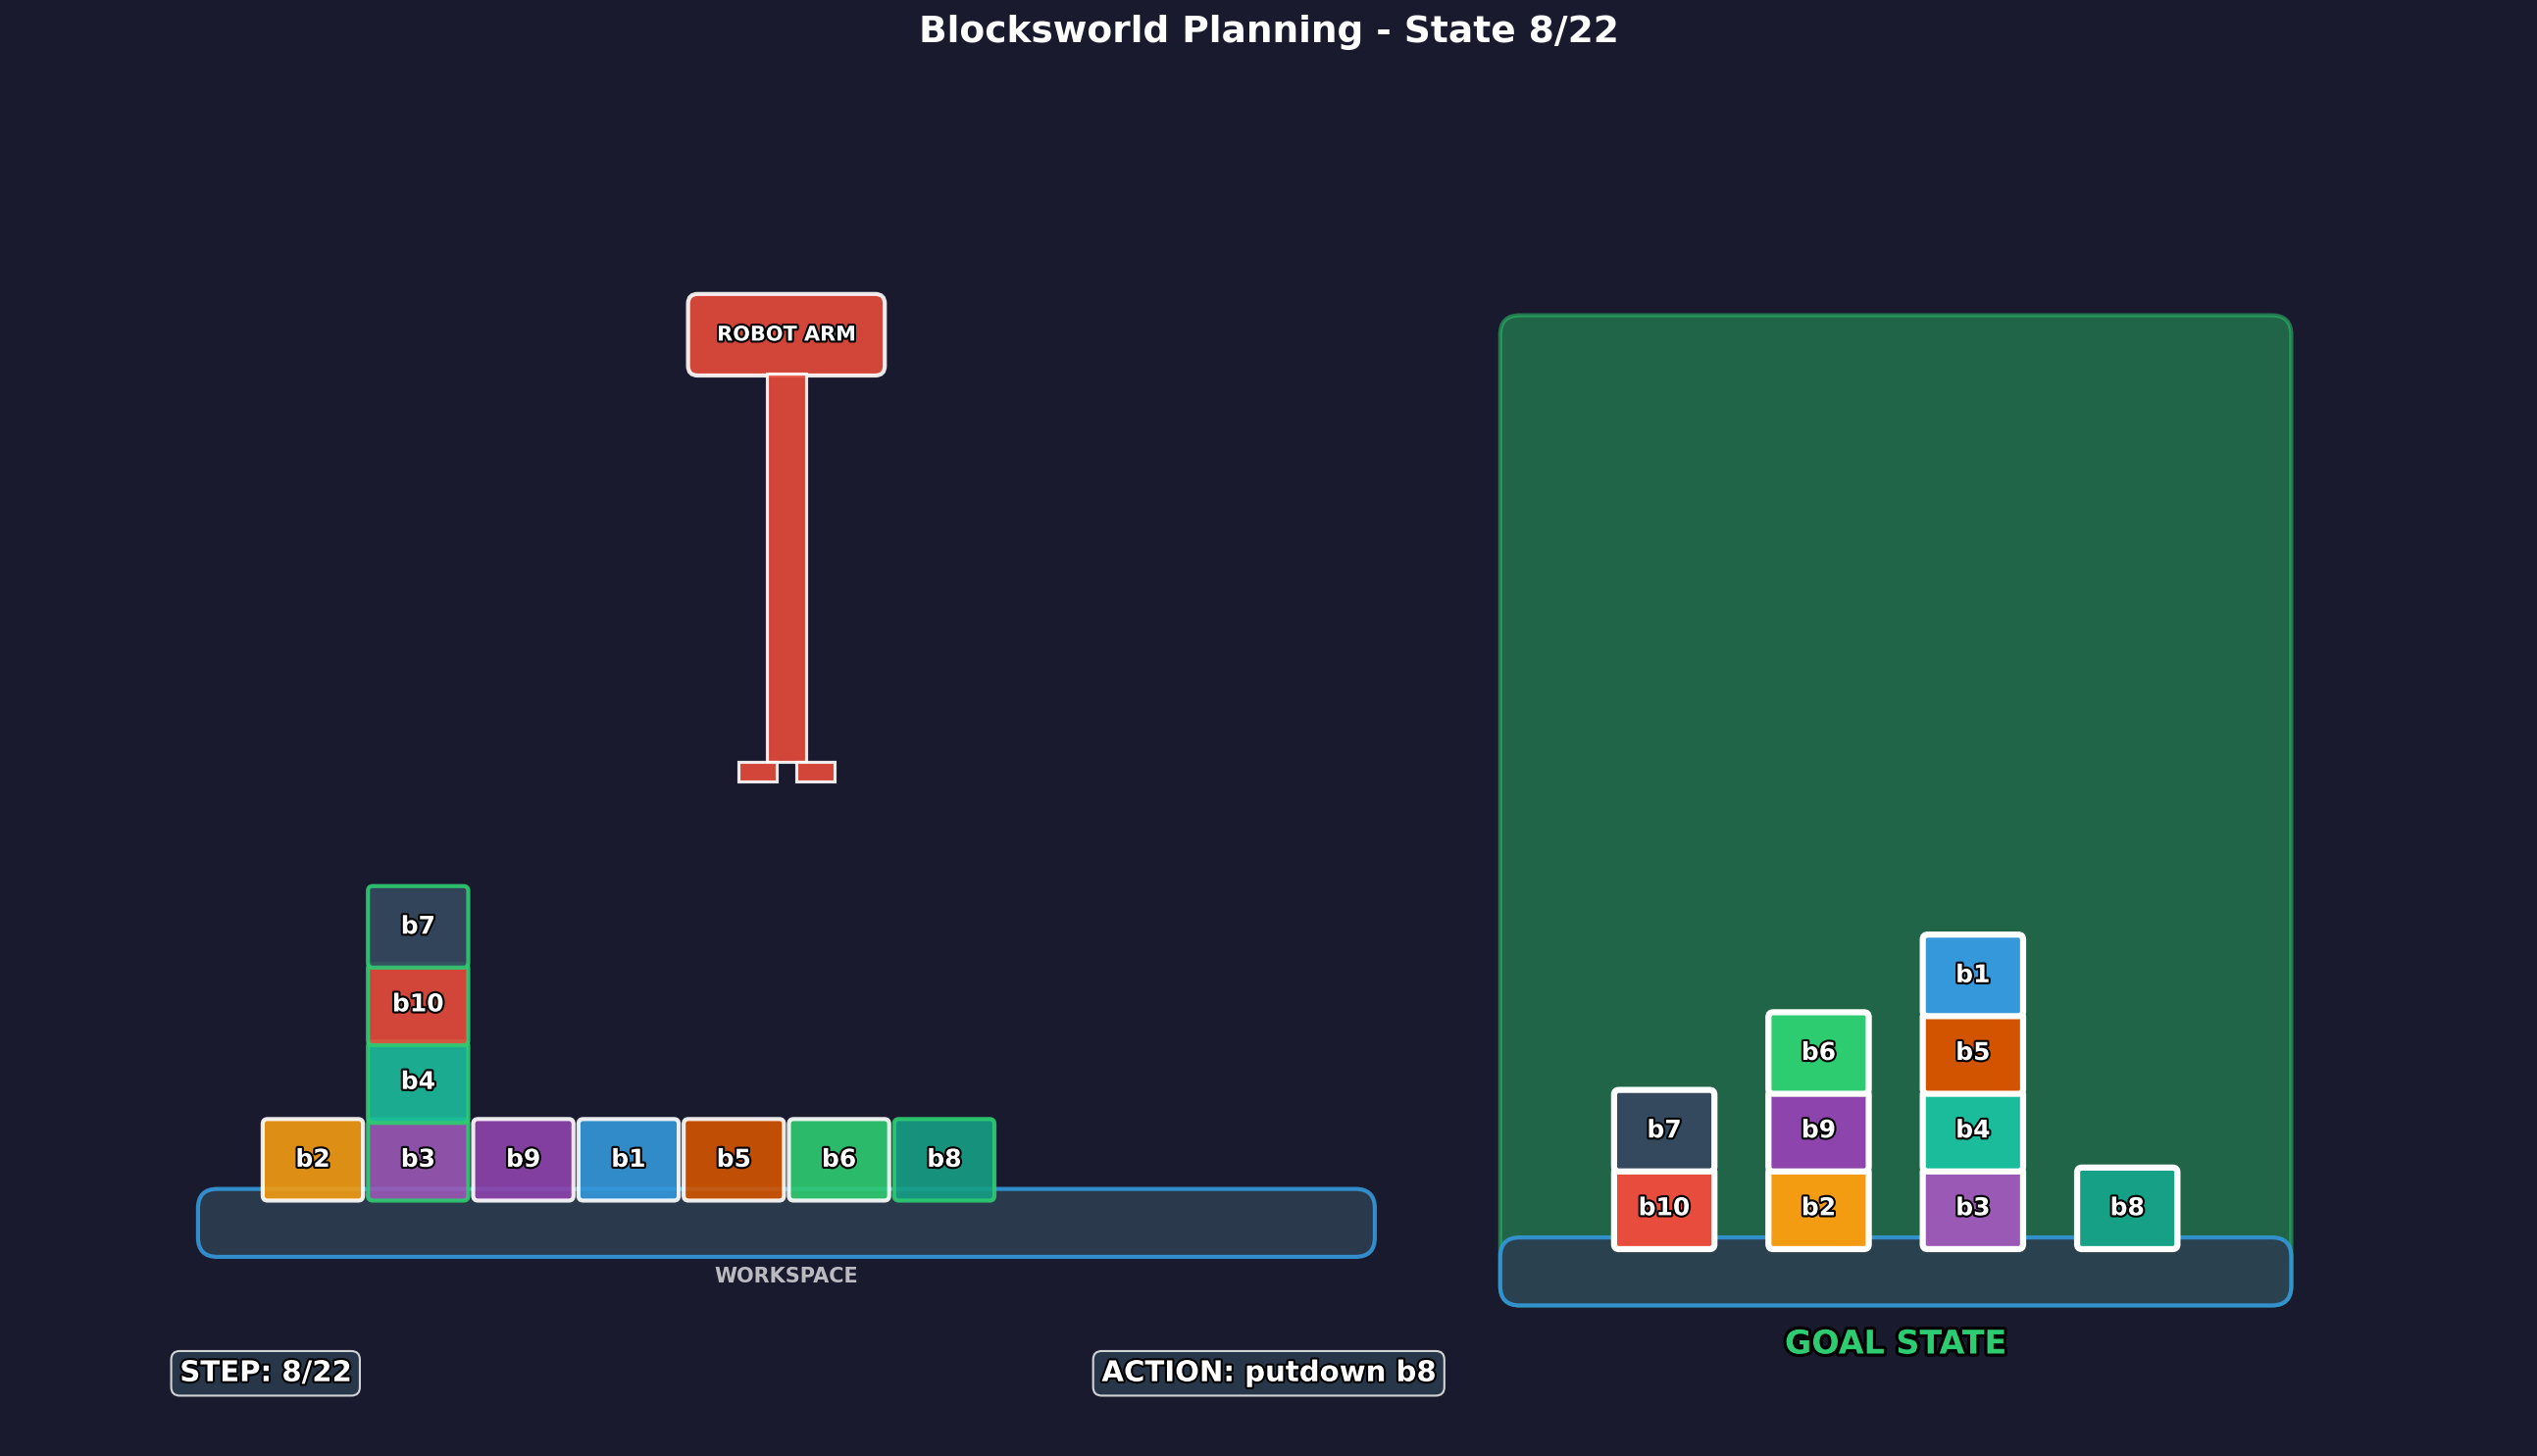 Blocksworld Planning - State 8/22
ROBOT ARM
b7
b10
b4
b2 b3 b9 b1 b5 b6 b8
WORKSPACE
b1
b6 b5
b7 b9 b4
b10 b2 b3 b8
GOAL STATE
STEP: 8/22
ACTION: putdown b8